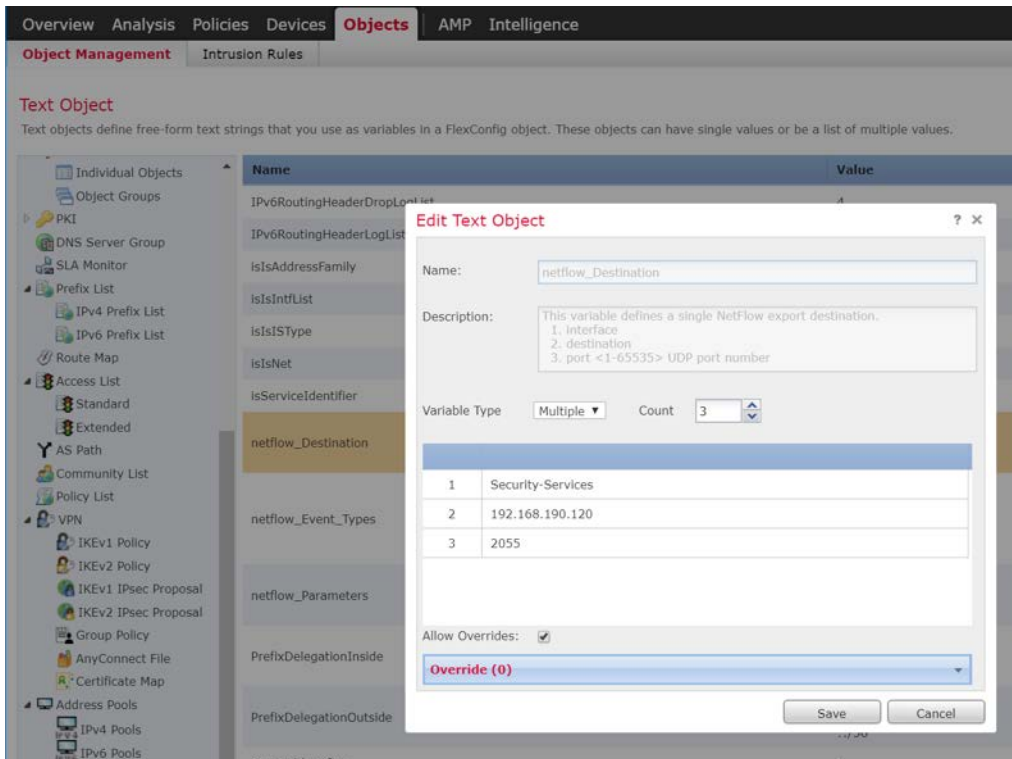 Overview Analysis Policies Devices Objects AMP Intelligence
Object Management Intrusion Rules
Text Object
Text objects define free-form text strings that you use as variables in a FlexConfig object. These objects can have single values or be a list of multiple values.
Individual Objects
Object Groups
PKI
DNS Server Group
SLA Monitor
Prefix List
IPv4 Prefix List
IPv6 Prefix List
Route Map
Access List
Standard
Extended
AS Path
Community List
Policy List
VPN
IKEv1 Policy
IKEv2 Policy
IKEv1 IPsec Proposal
IKEv2 IPsec Proposal
Group Policy
AnyConnect File
Certificate Map
Address Pools
IPv4 Pools
IPv6 Pools
Name Value
IPv6RoutingHeaderDropLogList 4
IPv6RoutingHeaderLogList
isIsAddressFamily
isIsIntfList
isIsISType
isIsNet
isServiceIdentifier
netflow_Destination
netflow_Event_Types
netflow_Parameters
PrefixDelegationInside
PrefixDelegationOutside
Edit Text Object ?
Name: netflow_Destination
Description: This variable defines a single NetFlow export destination.
1. interface
2. destination
3. port <1-65535> UDP port number
Variable Type Multiple Count 3
1 Security-Services
2 192.168.190.120
3 2055
Allow Overrides:
Override (0)
Save Cancel